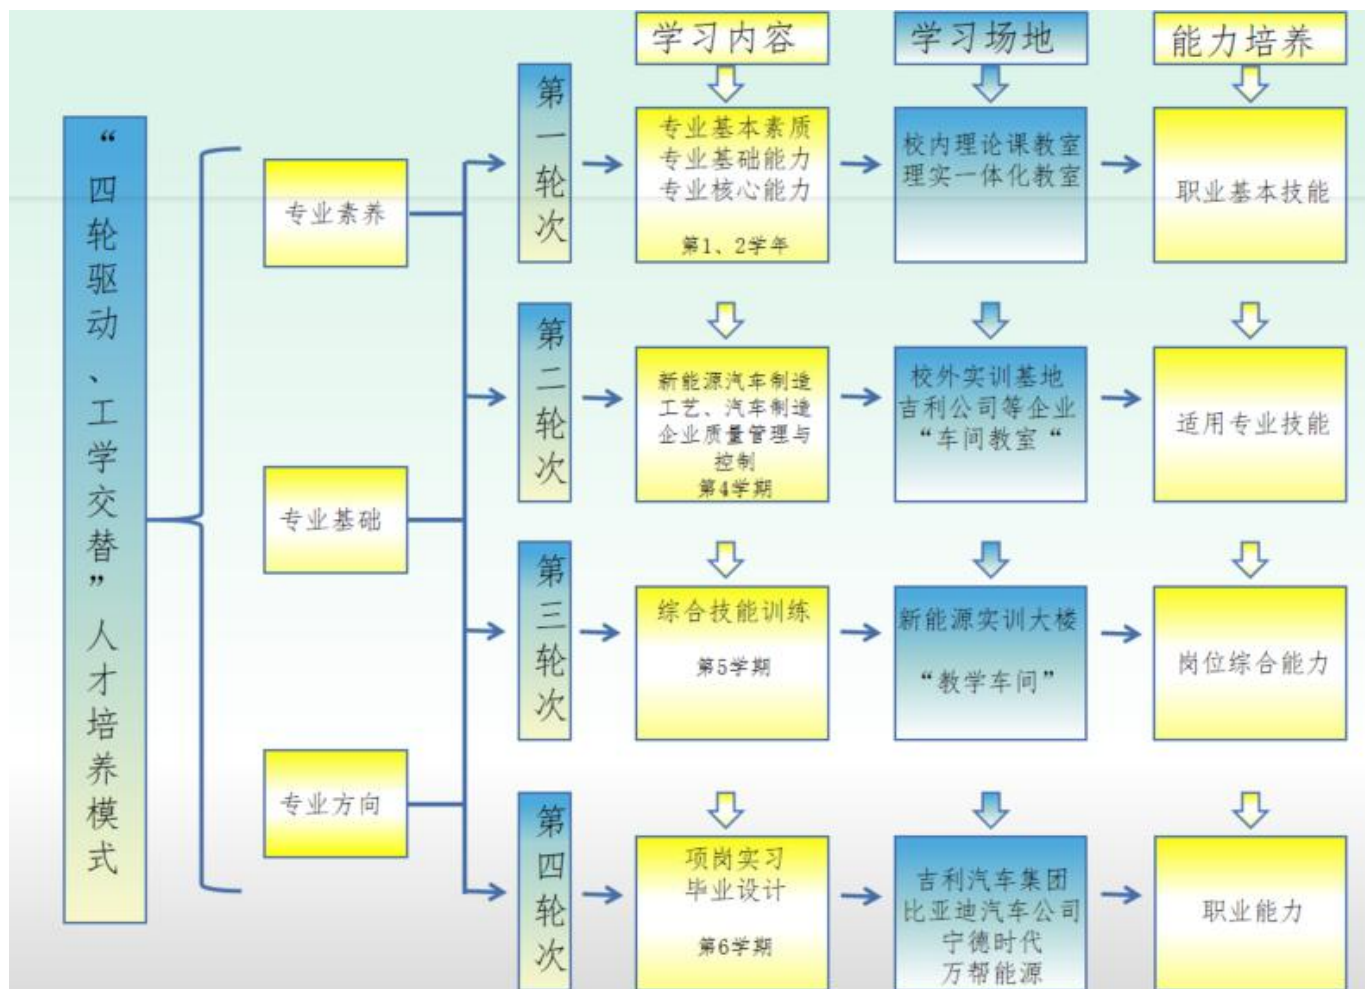 “四轮驱动、工学交替”人才培养模式
专业素养
专业基础
专业方向
学习内容
学习场地
能力培养
第一轮次
专业基本素质
专业基础能力
专业核心能力
第1、2学年
校内理论课教室
理实一体化教室
职业基本技能
第二轮次
新能源汽车制造
工艺、汽车制造
企业质量管理与
控制
第4学期
校外实训基地
吉利公司等企业
“车间教室“
适用专业技能
第三轮次
综合技能训练
第5学期
新能源实训大楼
“教学车间”
岗位综合能力
第四轮次
项岗实习
毕业设计
第6学期
吉利汽车集团
比亚迪汽车公司
宁德时代
万帮能源
职业能力